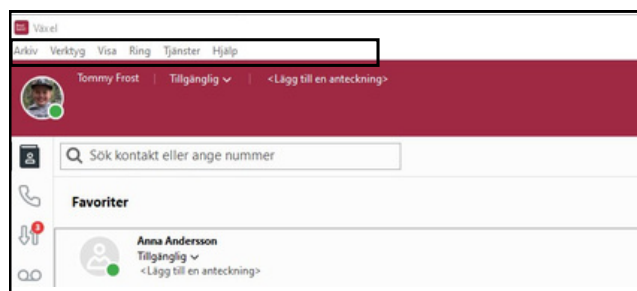 Växel
Arkiv Verktyg Visa Ring Tjänster Hjälp
Tommy Frost Tillgänglig <Lägg till en anteckning>
Sök kontakt eller ange nummer
Favoriter
3
Anna Andersson
Tillgänglig
<Lägg till en anteckning>